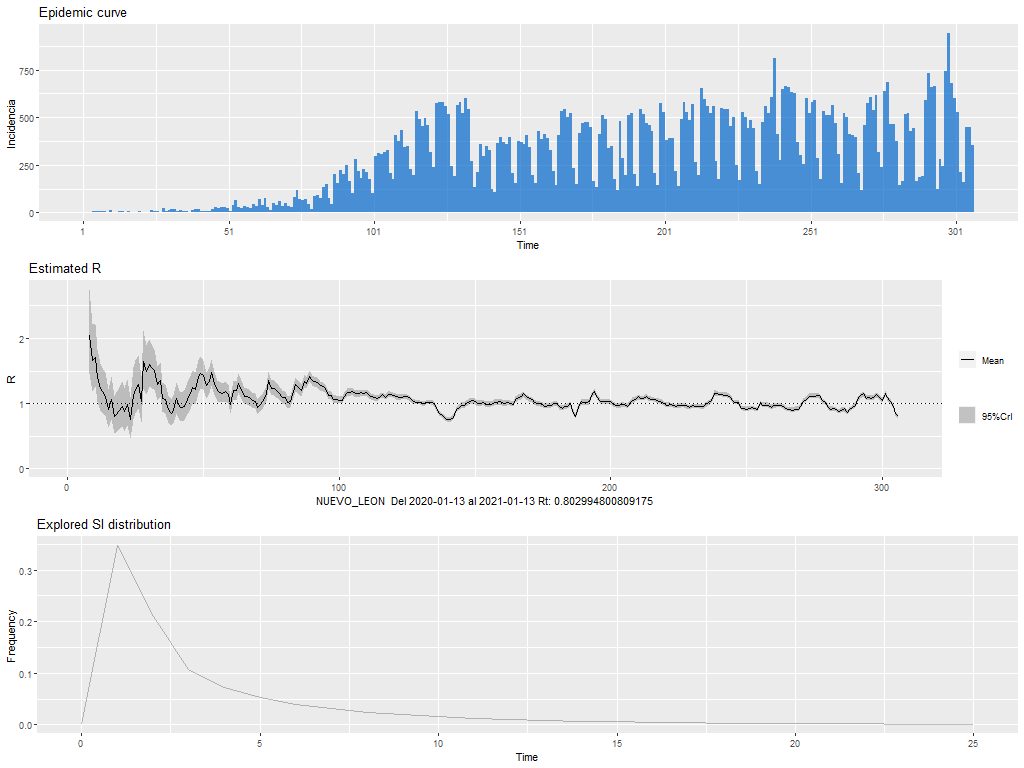 Epidemic curve
Incidencia
750
500
250
0
1 51 101 151 201 251 301
Time
Estimated R
R
2
1
0
0 100 200 300
NUEVO_LEON Del 2020-01-13 al 2021-01-13 Rt: 0.802994800809175
Mean
95%CrI
Explored SI distribution
Frequency
0.3
0.2
0.1
0.0
0 5 10 15 20 25
Time